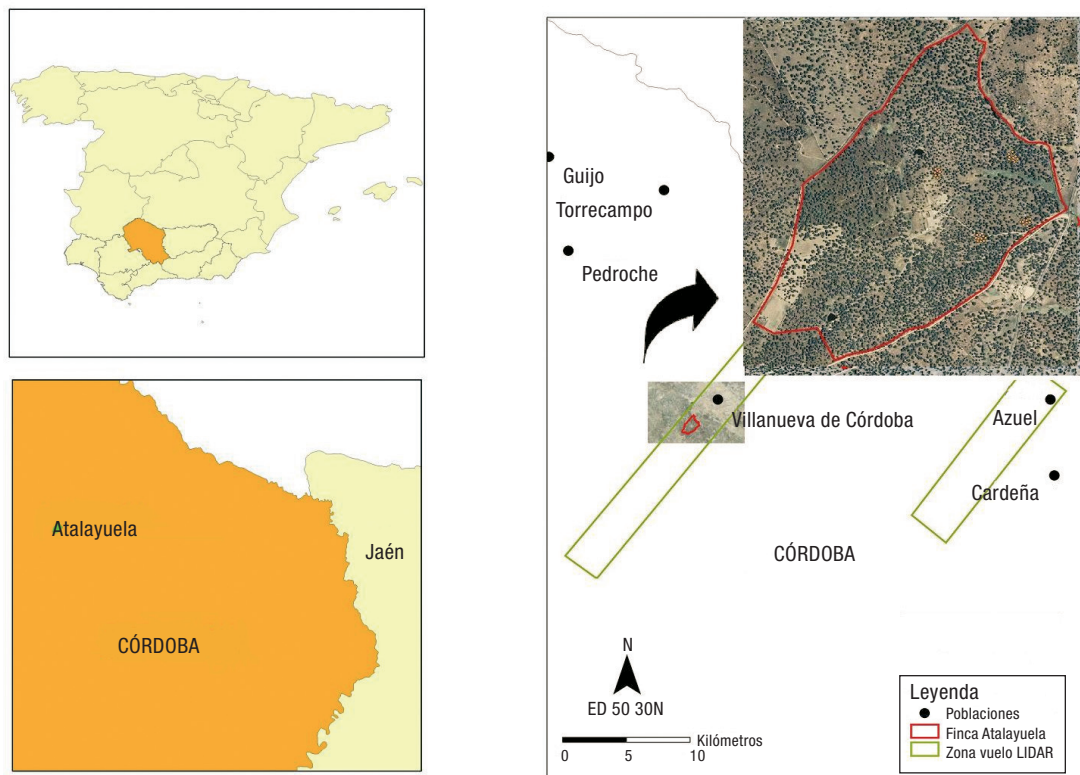 Guijo
Torrecampo
Pedroche
Villanueva de Córdoba
Azuel
Cardeña
CÓRDOBA
Atalayuela
Jaén
CÓRDOBA
N
ED 50 30N
Kilómetros
0 5 10
Leyenda
Poblaciones
Finca Atalayuela
Zona vuelo LIDAR